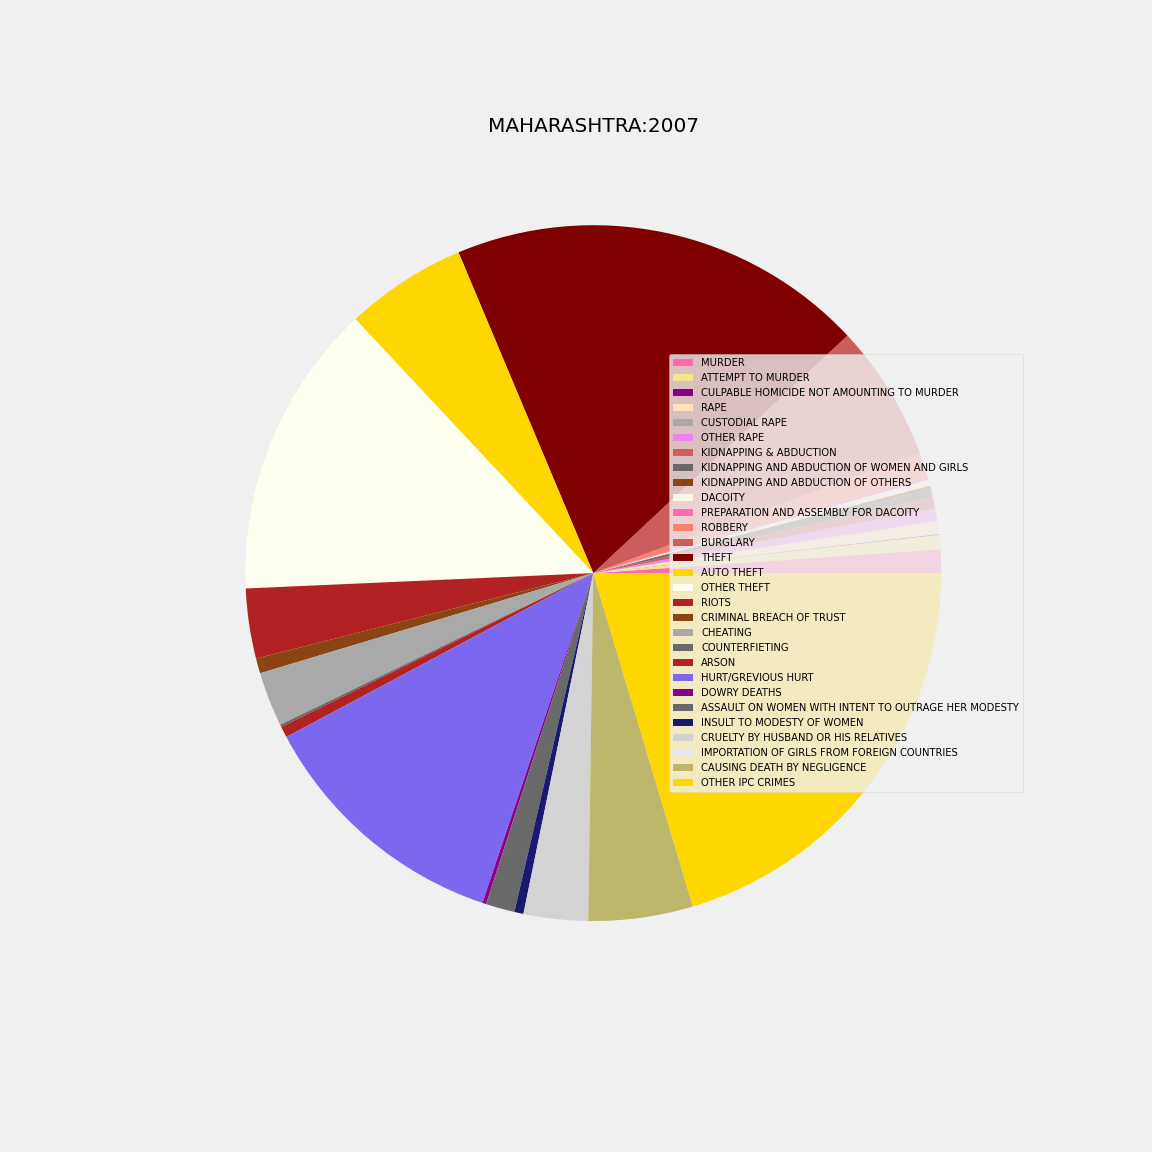 MAHARASHTRA:2007
MURDER
ATTEMPT TO MURDER
CULPABLE HOMICIDE NOT AMOUNTING TO MURDER
RAPE
CUSTODIAL RAPE
OTHER RAPE
KIDNAPPING & ABDUCTION
KIDNAPPING AND ABDUCTION OF WOMEN AND GIRLS
KIDNAPPING AND ABDUCTION OF OTHERS
DACOITY
PREPARATION AND ASSEMBLY FOR DACOITY
ROBBERY
BURGLARY
THEFT
AUTO THEFT
OTHER THEFT
RIOTS
CRIMINAL BREACH OF TRUST
CHEATING
COUNTERFIETING
ARSON
HURT/GREVIOUS HURT
DOWRY DEATHS
ASSAULT ON WOMEN WITH INTENT TO OUTRAGE HER MODESTY
INSULT TO MODESTY OF WOMEN
CRUELTY BY HUSBAND OR HIS RELATIVES
IMPORTATION OF GIRLS FROM FOREIGN COUNTRIES
CAUSING DEATH BY NEGLIGENCE
OTHER IPC CRIMES